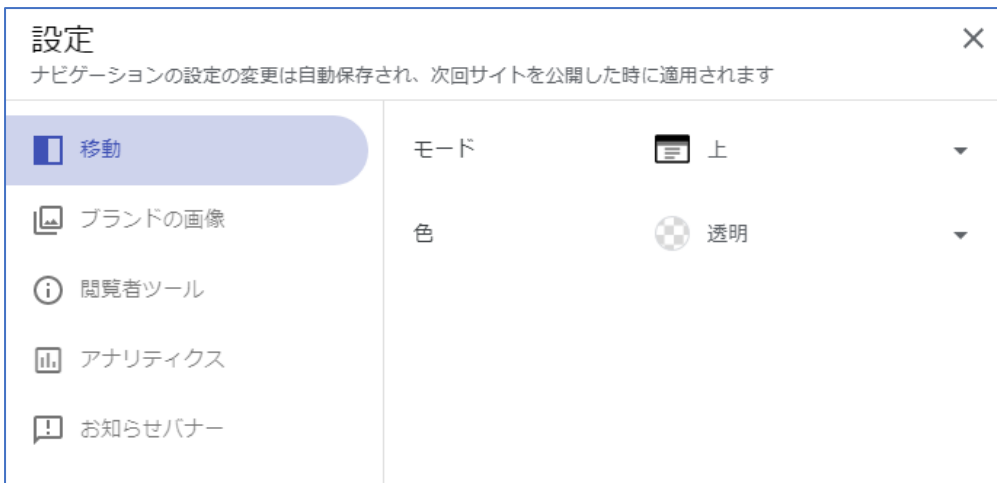 設定
ナビゲーションの設定の変更は自動保存され、次回サイトを公開した時に適用されます
移動
モード
上
ブランドの画像
色
透明
閲覧者ツール
アナリティクス
お知らせバナー